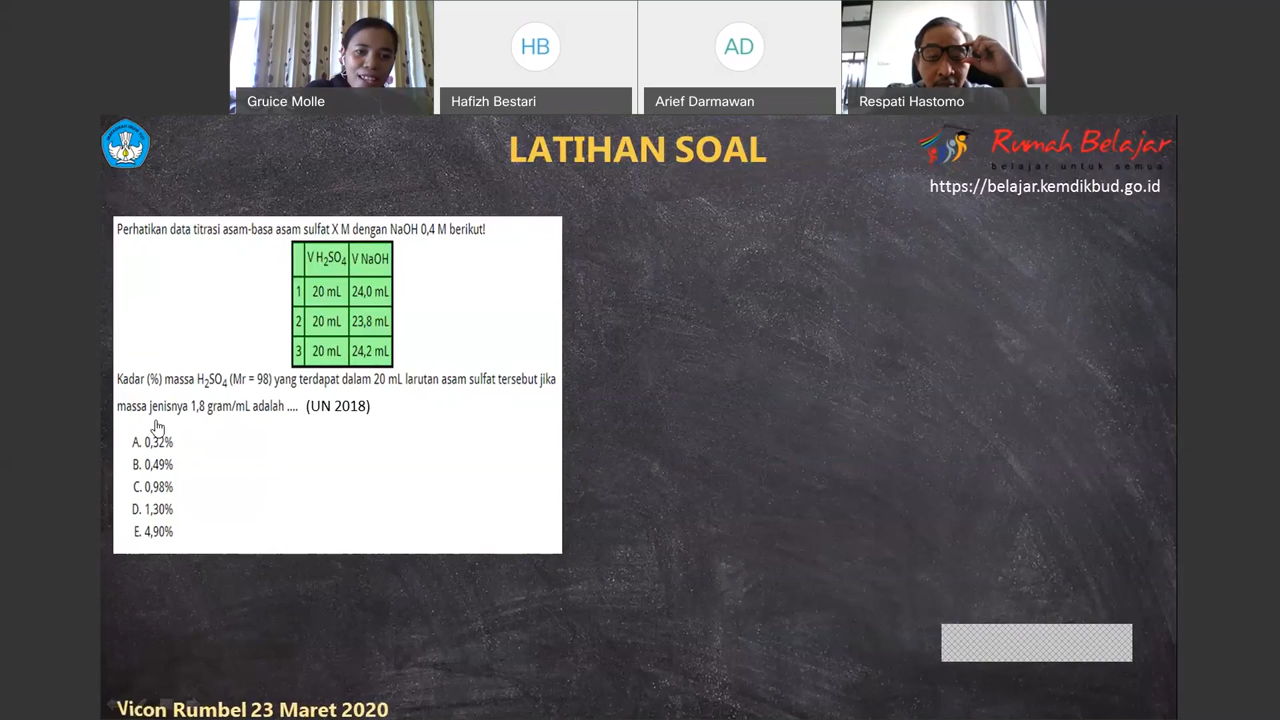 HB
AD
Gruice Molle
Hafizh Bestari
Arief Darmawan
Respati Hastomo
LATIHAN SOAL
Rumah Belajar
belajar untuk semua
https://belajar.kemdikbud.go.id
Perhatikan data titrasi asam-basa asam sulfat X M dengan NaOH 0,4 M berikut!
V H₂SO₄ V NaOH
1 20 mL 24,0 mL
2 20 mL 23,8 mL
3 20 mL 24,2 mL
Kadar (%) massa H₂SO₄ (Mr = 98) yang terdapat dalam 20 mL larutan asam sulfat tersebut jika
massa jenisnya 1,8 gram/mL adalah .... (UN 2018)
A. 0,32%
B. 0,49%
C. 0,98%
D. 1,30%
E. 4,90%
Vicon Rumbel 23 Maret 2020